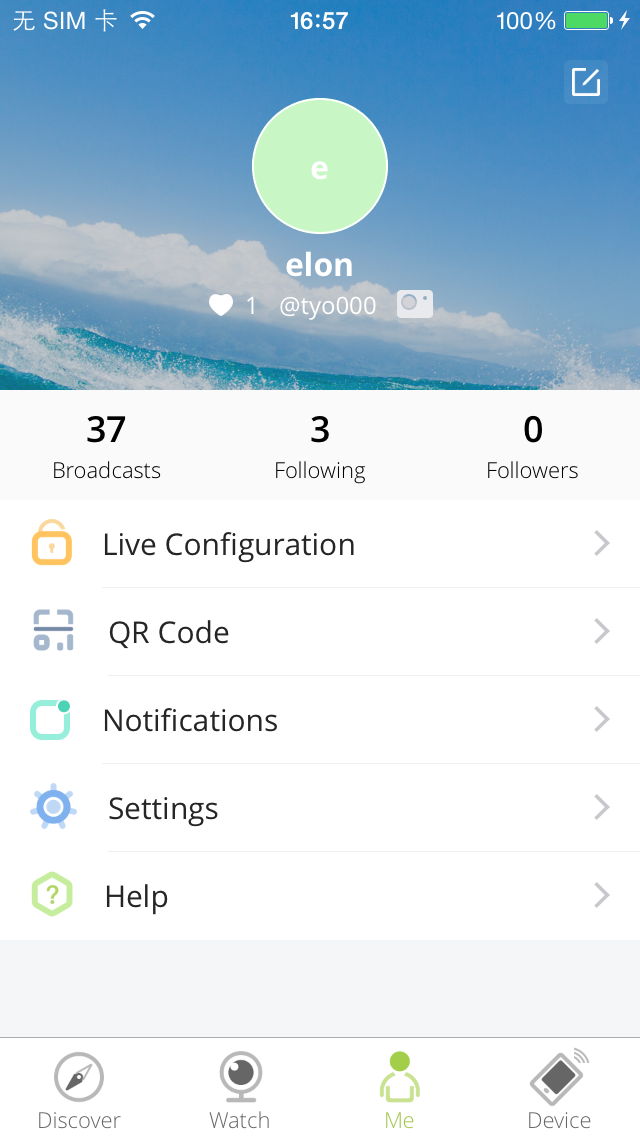 无 SIM 卡 16:57 100%
e
elon
1 @tyo000
37 3 0
Broadcasts Following Followers
Live Configuration
QR Code
Notifications
Settings
? Help
Discover Watch Me Device